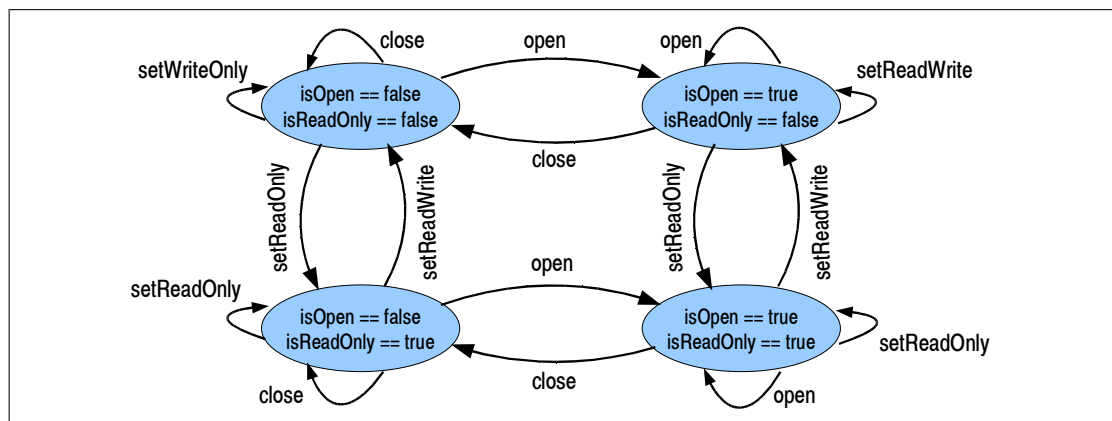 close
open
open
setWriteOnly
setReadWrite
isOpen == false
isReadOnly == false
isOpen == true
isReadOnly == false
close
setReadOnly
setReadWrite
setReadOnly
setReadWrite
open
setReadOnly
isOpen == false
isReadOnly == true
isOpen == true
isReadOnly == true
setReadOnly
close
close
open